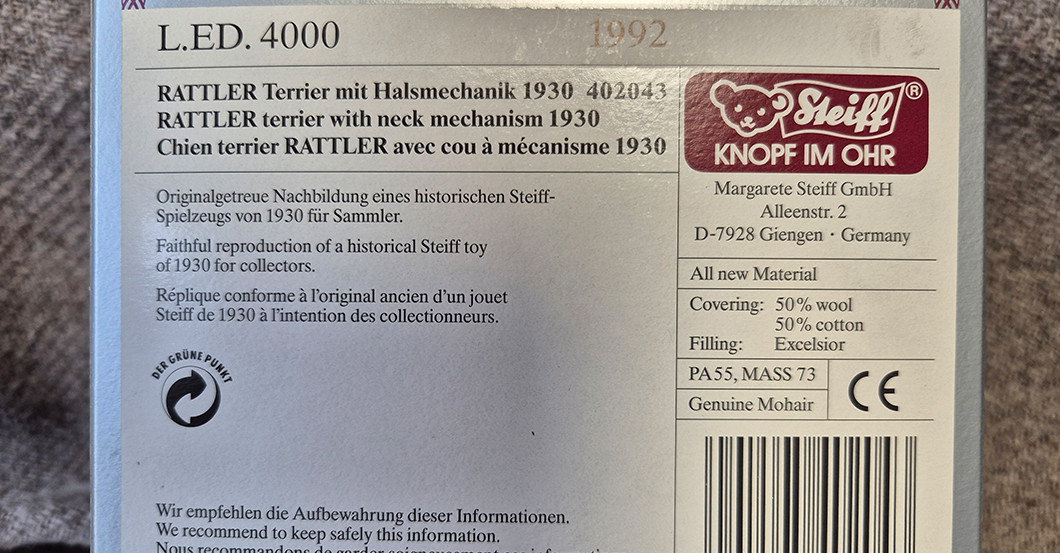 L.ED. 4000 1992
RATTLER Terrier mit Halsmechanik 1930 402043
RATTLER terrier with neck mechanism 1930
Chien terrier RATTLER avec cou à mécanisme 1930
Originalgetreue Nachbildung eines historischen Steiff-
Spielzeugs von 1930 für Sammler.
Faithful reproduction of a historical Steiff toy
of 1930 for collectors.
Réplique conforme à l'original ancien d'un jouet
Steiff de 1930 à l'intention des collectionneurs.
DER GRÜNE PUNKT
Wir empfehlen die Aufbewahrung dieser Informationen.
We recommend to keep safely this information.
Nous recommandons de garder soigneusement
Steiff®
KNOPF IM OHR
Margarete Steiff GmbH
Alleenstr. 2
D-7928 Giengen · Germany
All new Material
Covering: 50% wool
50% cotton
Filling: Excelsior
PA55, MASS 73
Genuine Mohair
CE